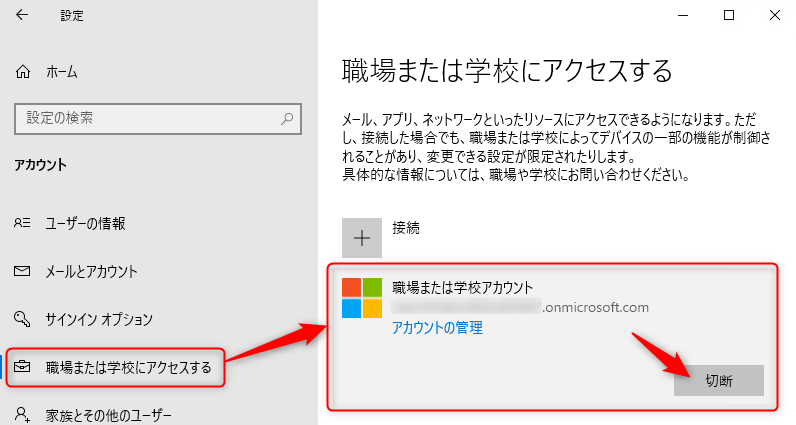 設定
ホーム
設定の検索
アカウント
ユーザーの情報
メールとアカウント
サインイン オプション
職場または学校にアクセスする
家族とその他のユーザー
職場または学校にアクセスする
メール、アプリ、ネットワークといったリソースにアクセスできるようになります。ただ
し、接続した場合でも、職場または学校によってデバイスの一部の機能が制御さ
れることがあり、変更できる設定が限定されたりします。
具体的な情報については、職場や学校にお問い合わせください。
接続
職場または学校アカウント
.onmicrosoft.com
アカウントの管理
切断